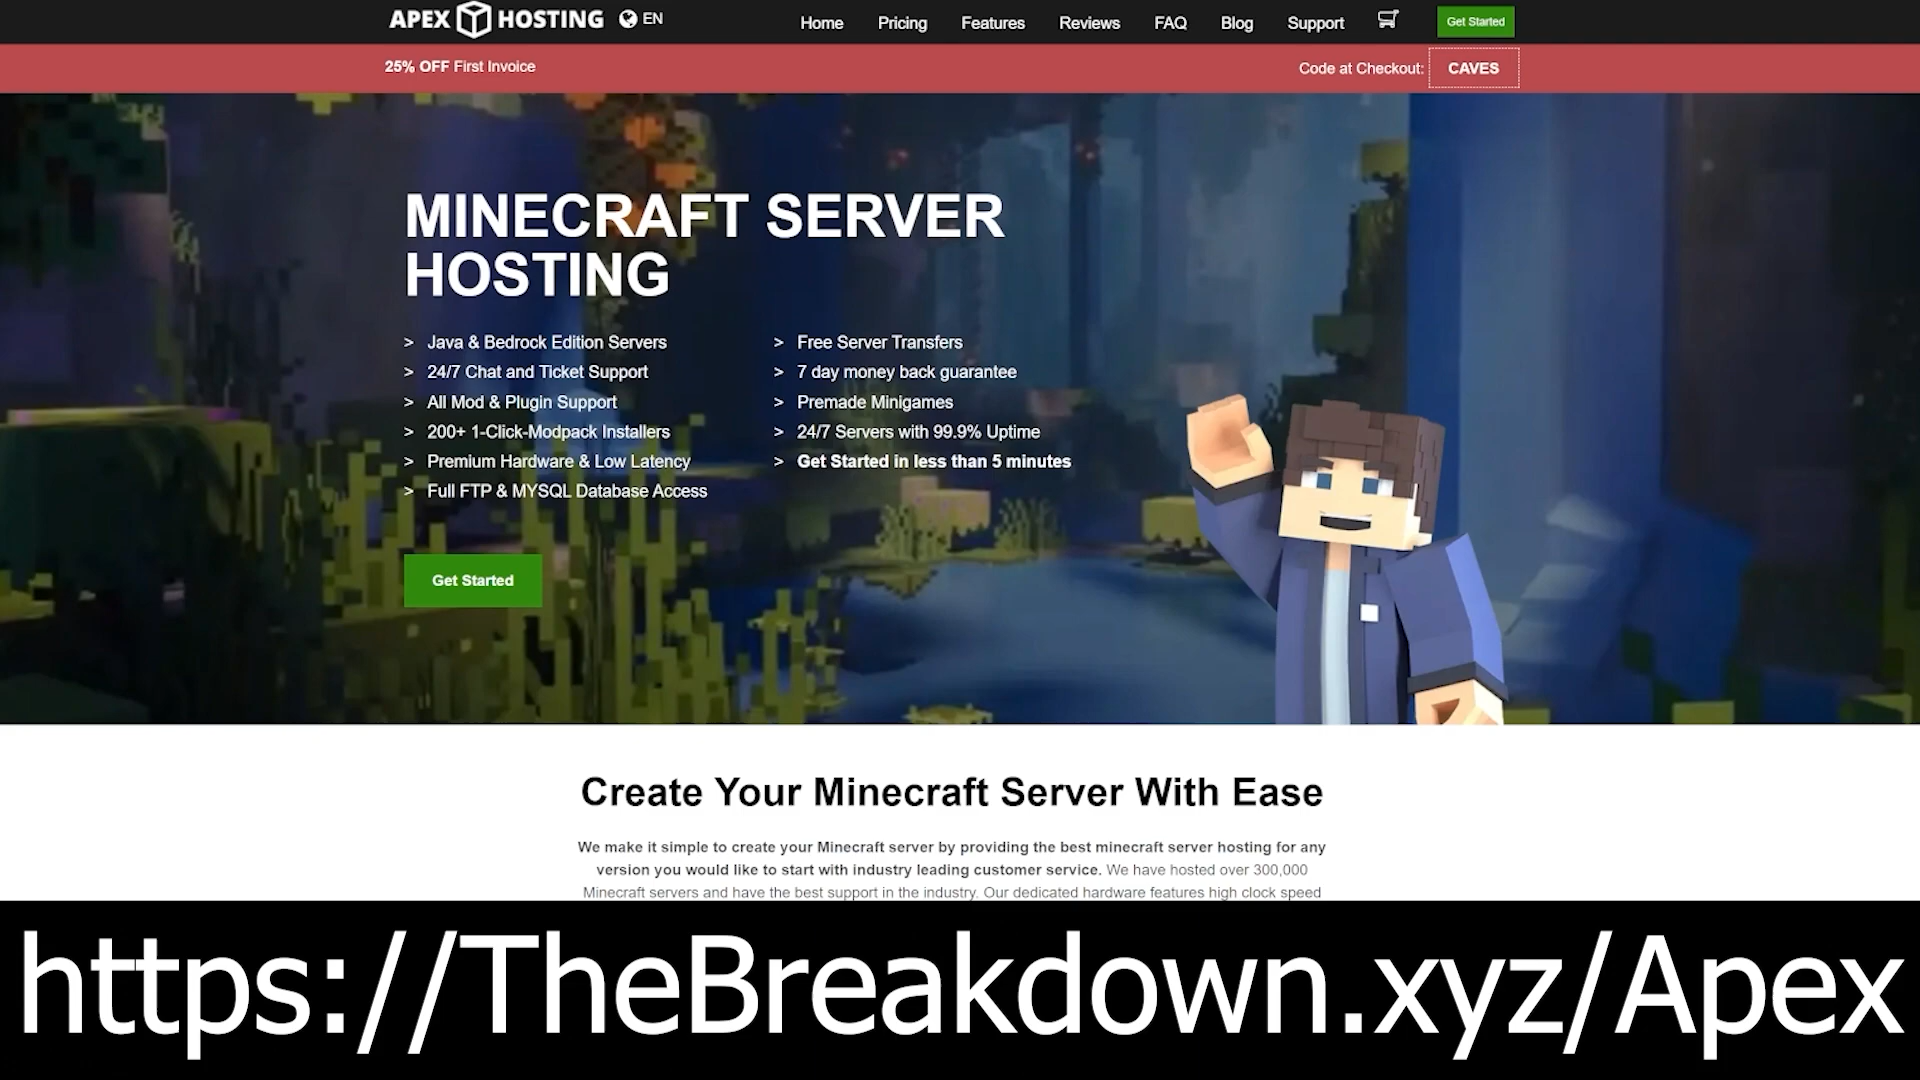 APEX HOSTING EN
Home Pricing Features Reviews FAQ Blog Support Get Started
25% OFF First Invoice
Code at Checkout: CAVES
MINECRAFT SERVER
HOSTING
> Java & Bedrock Edition Servers
> 24/7 Chat and Ticket Support
> All Mod & Plugin Support
> 200+ 1-Click-Modpack Installers
> Premium Hardware & Low Latency
> Full FTP & MYSQL Database Access
> Free Server Transfers
> 7 day money back guarantee
> Premade Minigames
> 24/7 Servers with 99.9% Uptime
> Get Started in less than 5 minutes
Get Started
Create Your Minecraft Server With Ease
We make it simple to create your Minecraft server by providing the best minecraft server hosting for any
version you would like to start with industry leading customer service. We have hosted over 300,000
Minecraft servers and have the best support in the industry. Our dedicated hardware features high clock speed
https://TheBreakdown.xyz/Apex